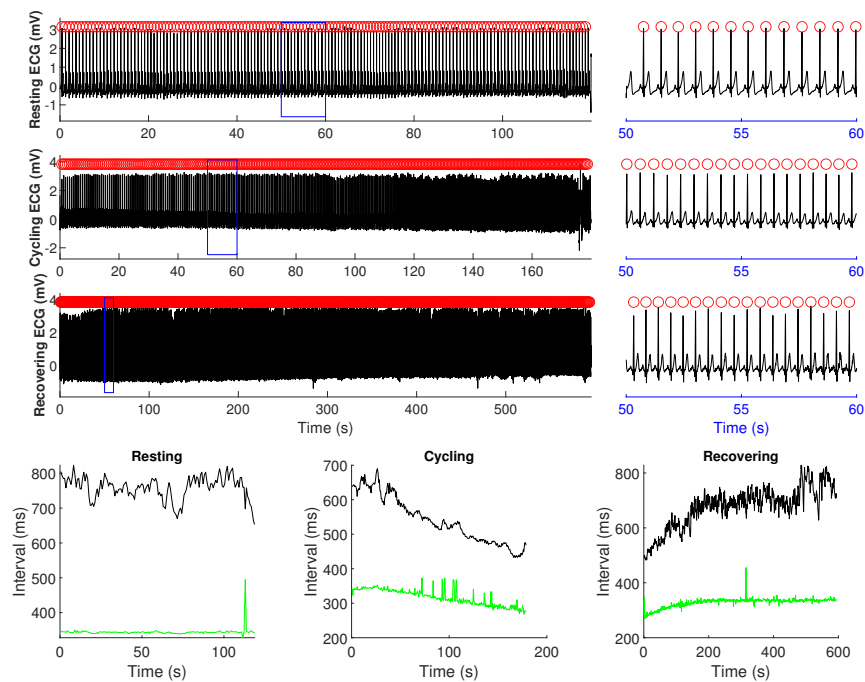 Resting ECG (mV)
3
2
1
0
-1
0 20 40 60 80 100
50 55 60
Cycling ECG (mV)
4
2
0
-2
0 20 40 60 80 100 120 140 160
50 55 60
Recovering ECG (mV)
4
2
0
0 100 200 300 400 500
Time (s)
50 55 60
Time (s)
Resting
Interval (ms)
800
700
600
500
400
0 50 100
Time (s)
Cycling
Interval (ms)
700
600
500
400
300
200
0 100 200
Time (s)
Recovering
Interval (ms)
800
600
400
200
0 200 400 600
Time (s)